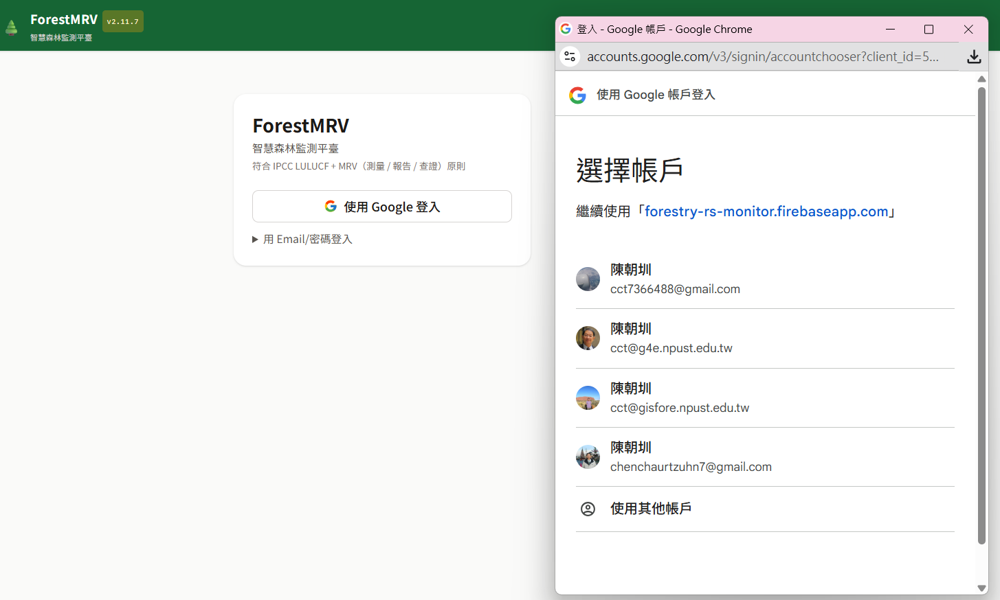 ForestMRV v2.11.7
智慧森林監測平臺
ForestMRV
智慧森林監測平臺
符合 IPCC LULUCF + MRV（測量 / 報告 / 查證）原則
使用 Google 登入
▶ 用 Email/密碼登入
登入 - Google 帳戶 - Google Chrome
accounts.google.com/v3/signin/accountchooser?client_id=5...
使用 Google 帳戶登入
選擇帳戶
繼續使用「forestry-rs-monitor.firebaseapp.com」
陳朝圳
cct7366488@gmail.com
陳朝圳
cct@g4e.npust.edu.tw
陳朝圳
cct@gisfore.npust.edu.tw
陳朝圳
chenchaurtzuhn7@gmail.com
使用其他帳戶